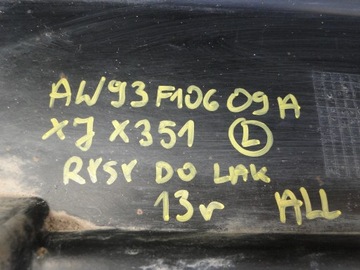 AW93F10609A
XJ X351 L
RYSY DO LAK
13r ALL